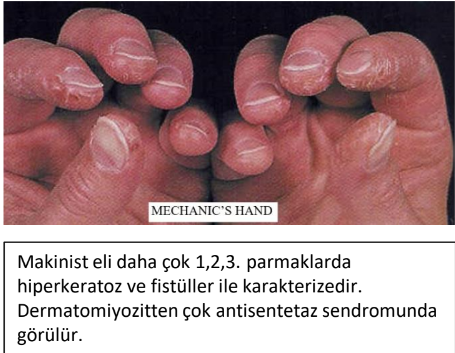 MECHANIC'S HAND
Makinist eli daha çok 1,2,3. parmaklarda
hiperkeratoz ve fistüller ile karakterizedir.
Dermatomiyozitten çok antisentetaz sendromunda
görülür.